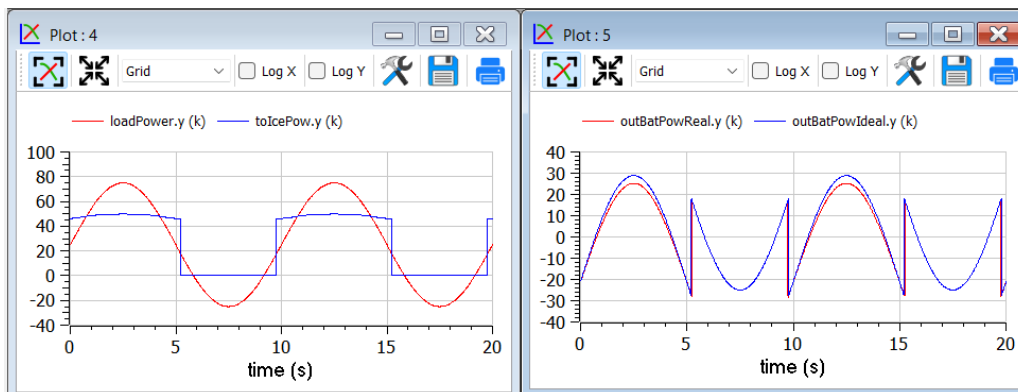 Plot : 4
Grid
Log X
Log Y
loadPower.y (k)
toIcePow.y (k)
100
80
60
40
20
0
-20
-40
0
5
10
15
20
time (s)
Plot : 5
Grid
Log X
Log Y
outBatPowReal.y (k)
outBatPowIdeal.y (k)
40
30
20
10
0
-10
-20
-30
-40
0
5
10
15
20
time (s)